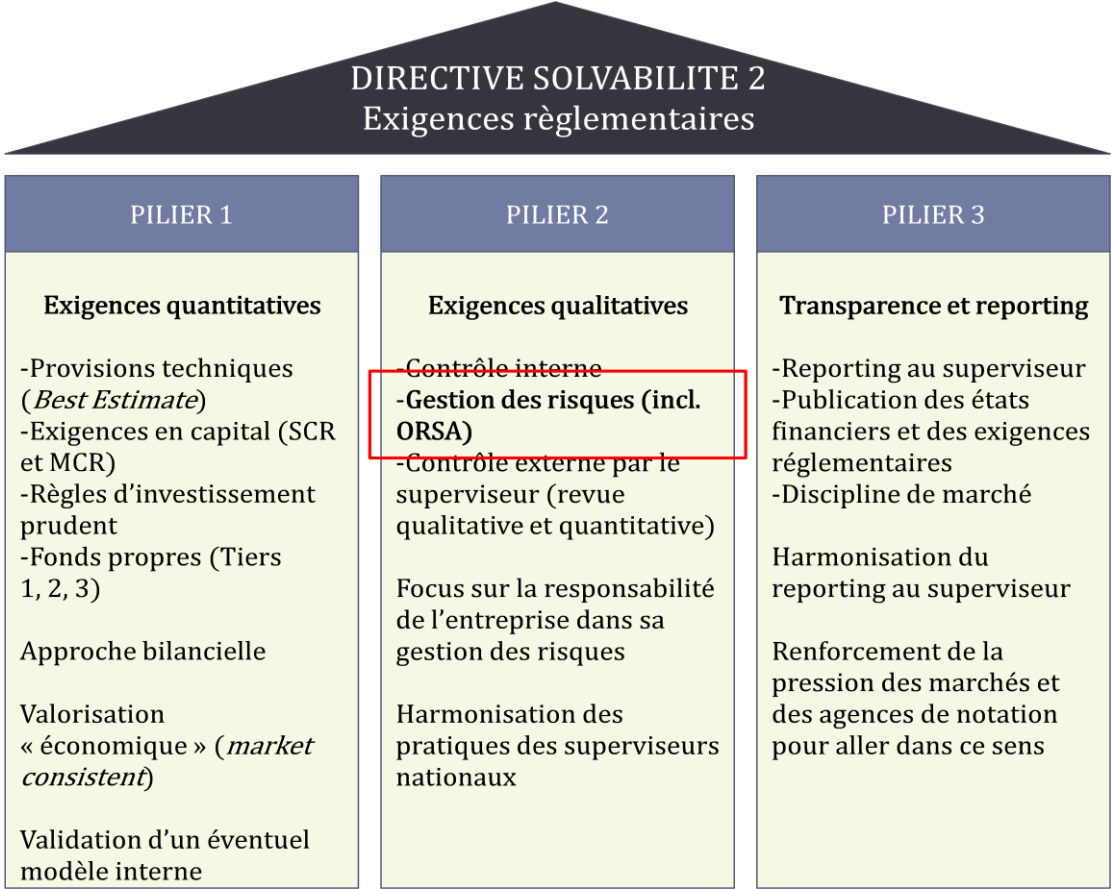 DIRECTIVE SOLVABILITE 2
Exigences règlementaires
PILIER 1
Exigences quantitatives
-Provisions techniques
(Best Estimate)
-Exigences en capital (SCR
et MCR)
-Règles d’investissement
prudent
-Fonds propres (Tiers
1, 2, 3)
Approche bilancielle
Valorisation
« économique » (market
consistent)
Validation d’un éventuel
modèle interne
PILIER 2
Exigences qualitatives
-Contrôle interne
-Gestion des risques (incl.
ORSA)
-Contrôle externe par le
superviseur (revue
qualitative et quantitative)
Focus sur la responsabilité
de l’entreprise dans sa
gestion des risques
Harmonisation des
pratiques des superviseurs
nationaux
PILIER 3
Transparence et reporting
-Reporting au superviseur
-Publication des états
financiers et des exigences
réglementaires
-Discipline de marché
Harmonisation du
reporting au superviseur
Renforcement de la
pression des marchés et
des agences de notation
pour aller dans ce sens